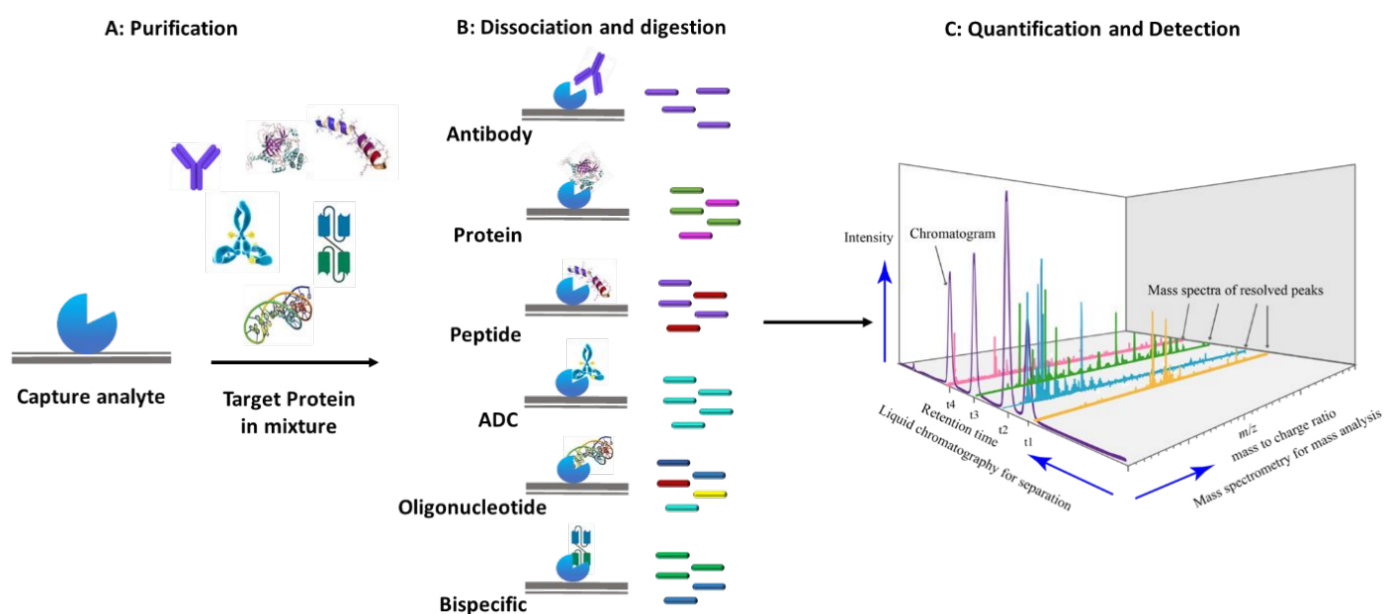 A: Purification
Capture analyte
Target Protein
in mixture
B: Dissociation and digestion
Antibody
Protein
Peptide
ADC
Oligonucleotide
Bispecific
C: Quantification and Detection
Intensity
Chromatogram
Mass spectra of resolved peaks
t4
t3
t2
t1
Retention time
Liquid chromatography for separation
m/z
mass to charge ratio
Mass spectrometry for mass analysis